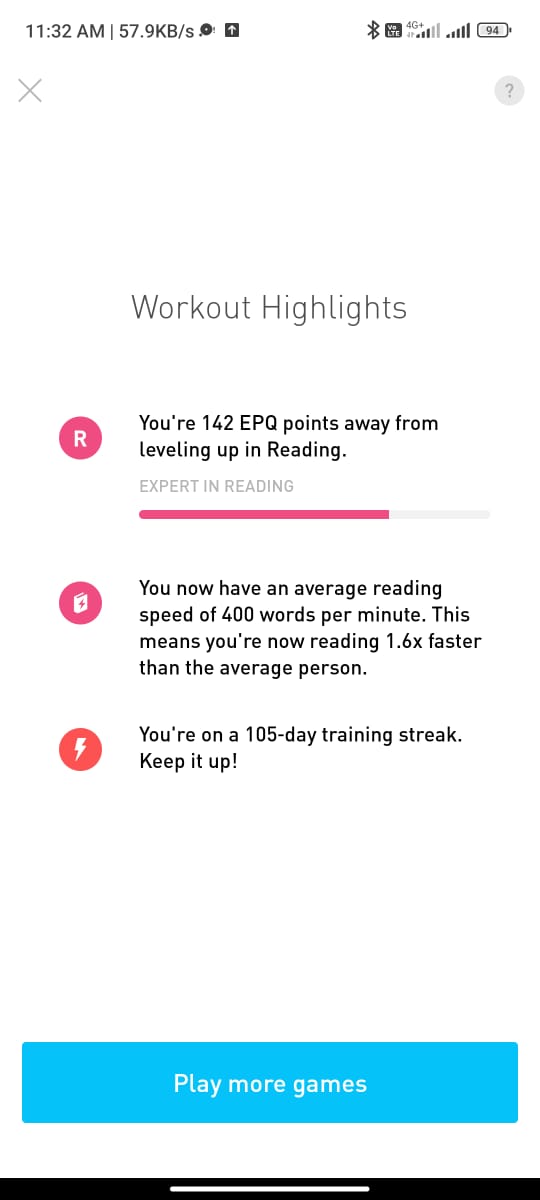 11:32 AM | 57.9KB/s
Vo LTE 4G+ 94
?
Workout Highlights
R
You're 142 EPQ points away from
leveling up in Reading.
EXPERT IN READING
You now have an average reading
speed of 400 words per minute. This
means you're now reading 1.6x faster
than the average person.
You're on a 105-day training streak.
Keep it up!
Play more games